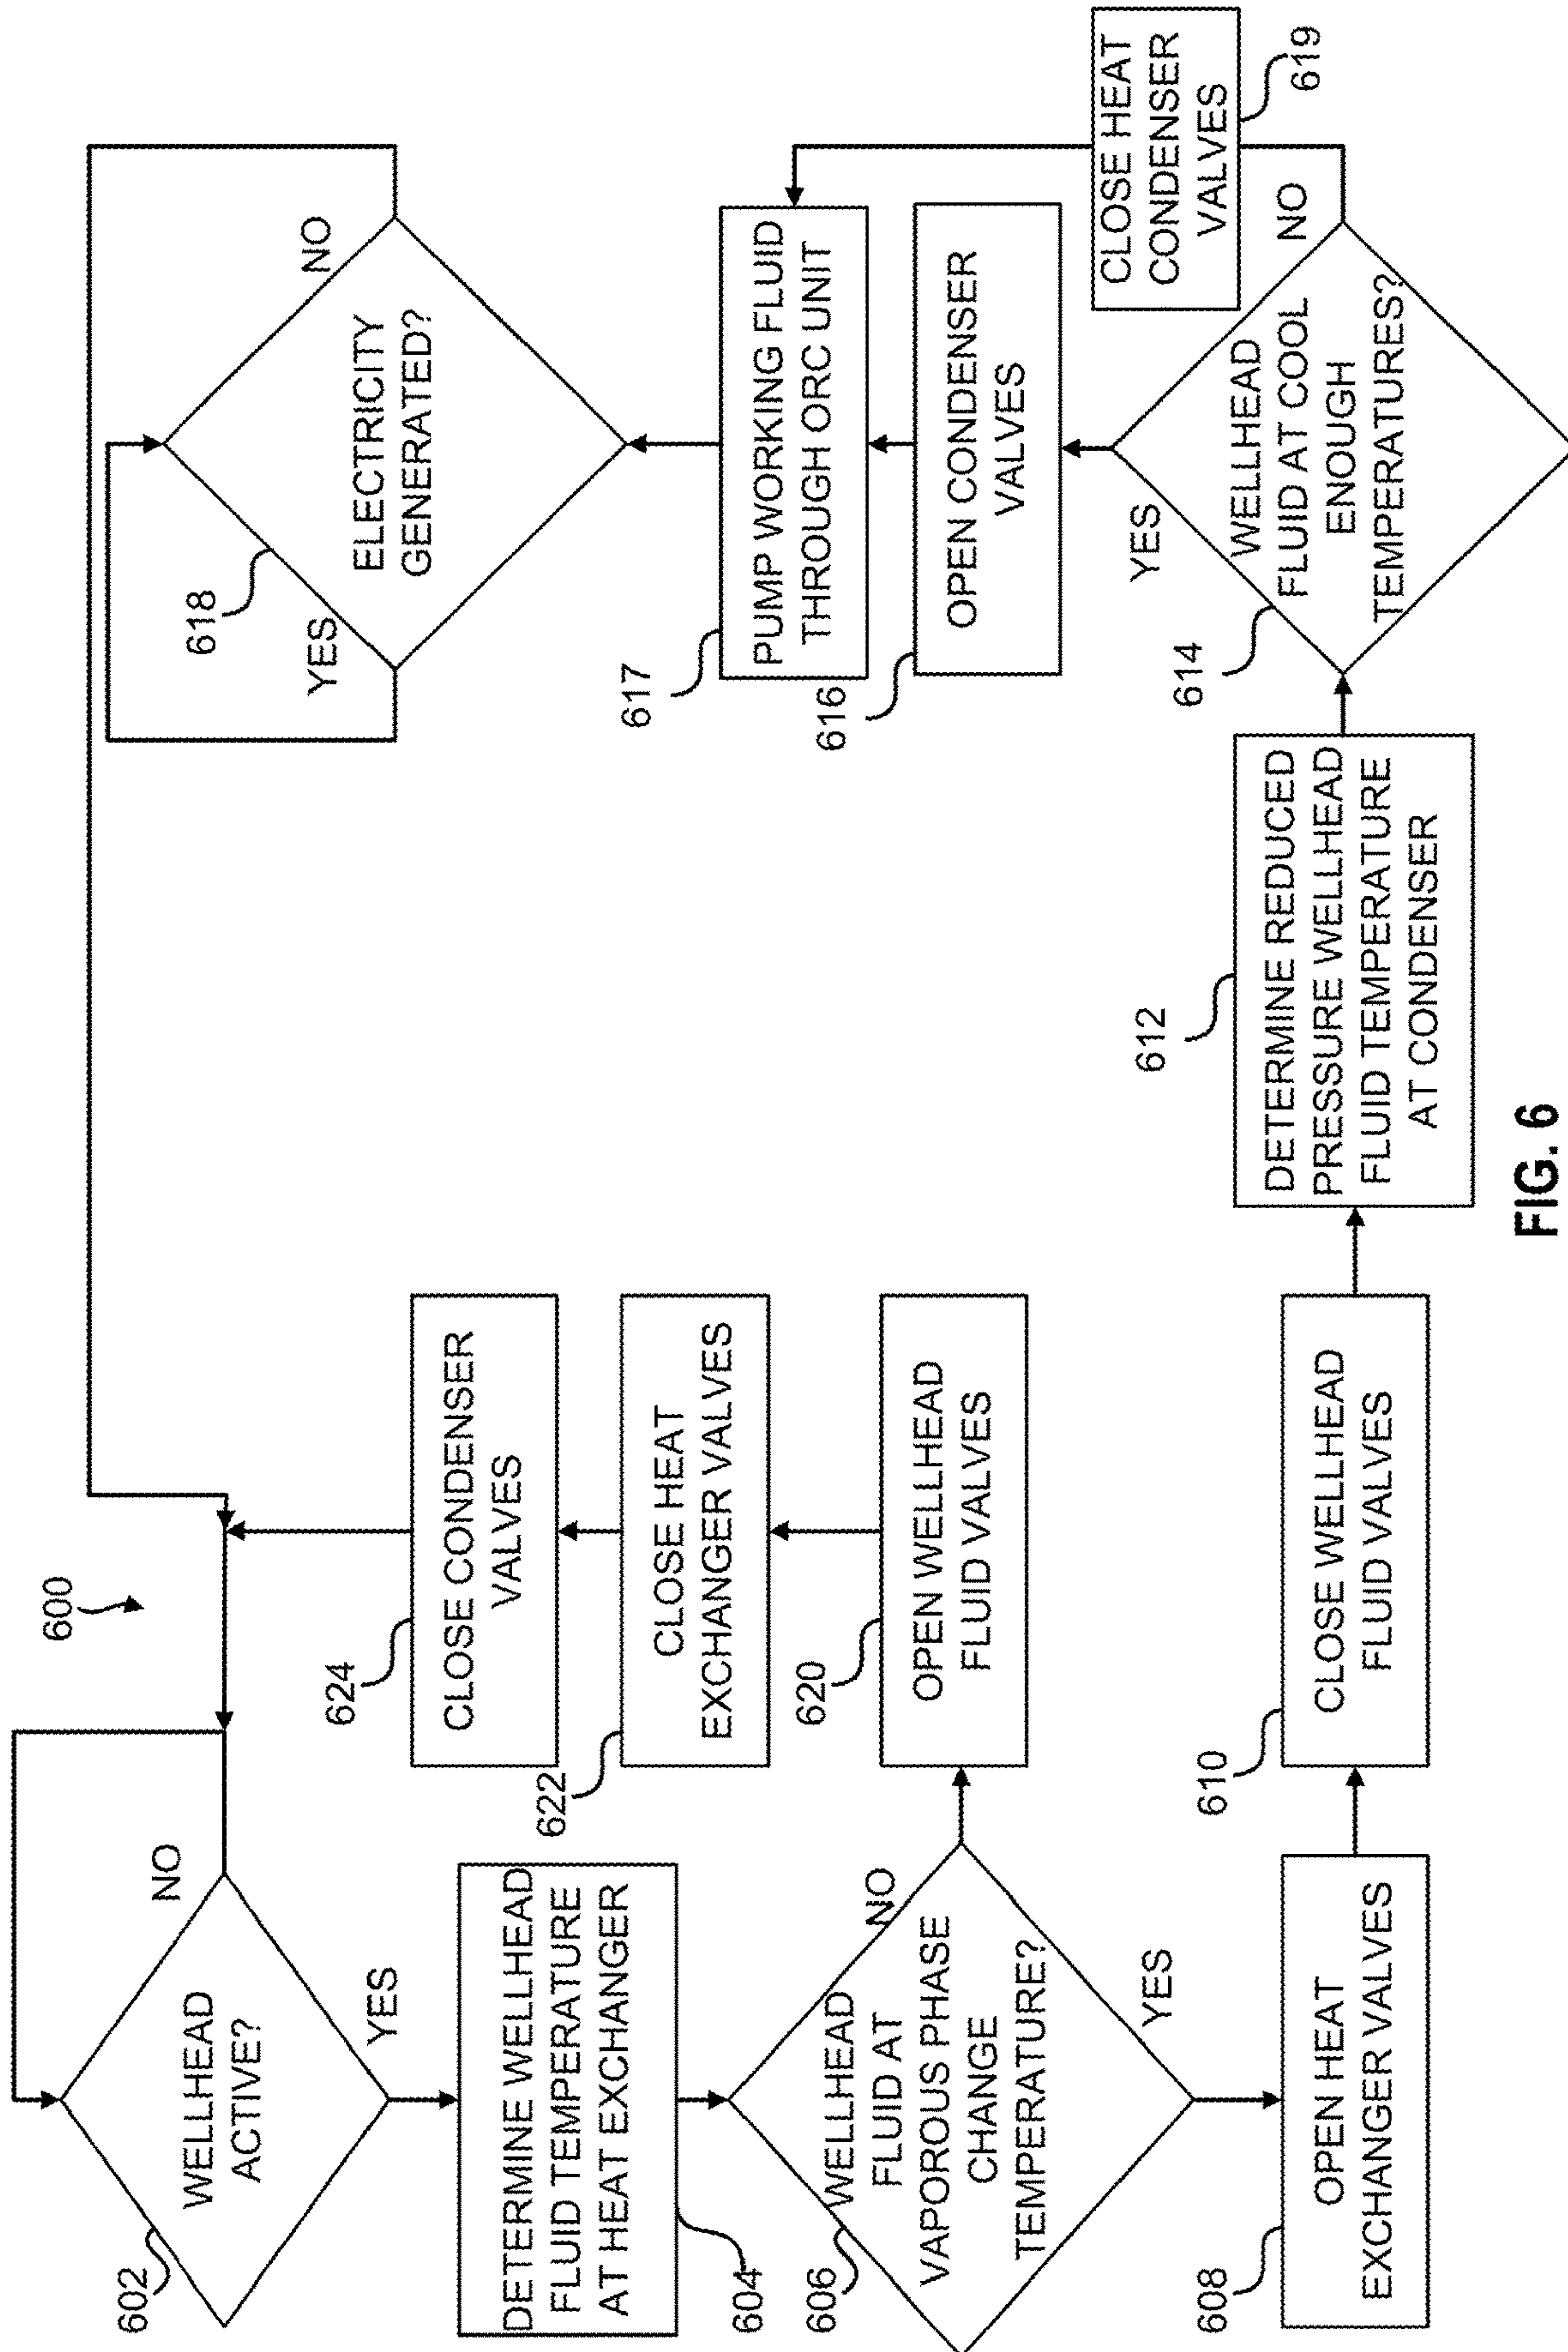 600
602
WELLHEAD
ACTIVE?
NO
YES
604
DETERMINE WELLHEAD
FLUID TEMPERATURE
AT HEAT EXCHANGER
606
WELLHEAD
FLUID AT
VAPOROUS PHASE
CHANGE
TEMPERATURE?
NO
YES
608
OPEN HEAT
EXCHANGER VALVES
610
CLOSE WELLHEAD
FLUID VALVES
620
OPEN WELLHEAD
FLUID VALVES
622
CLOSE HEAT
EXCHANGER VALVES
624
CLOSE CONDENSER
VALVES
612
DETERMINE REDUCED
PRESSURE WELLHEAD
FLUID TEMPERATURE
AT CONDENSER
614
WELLHEAD
FLUID AT COOL
ENOUGH
TEMPERATURES?
YES
NO
616
OPEN CONDENSER
VALVES
619
CLOSE HEAT
CONDENSER
VALVES
617
PUMP WORKING FLUID
THROUGH ORC UNIT
618
ELECTRICITY
GENERATED?
YES
NO
FIG. 6